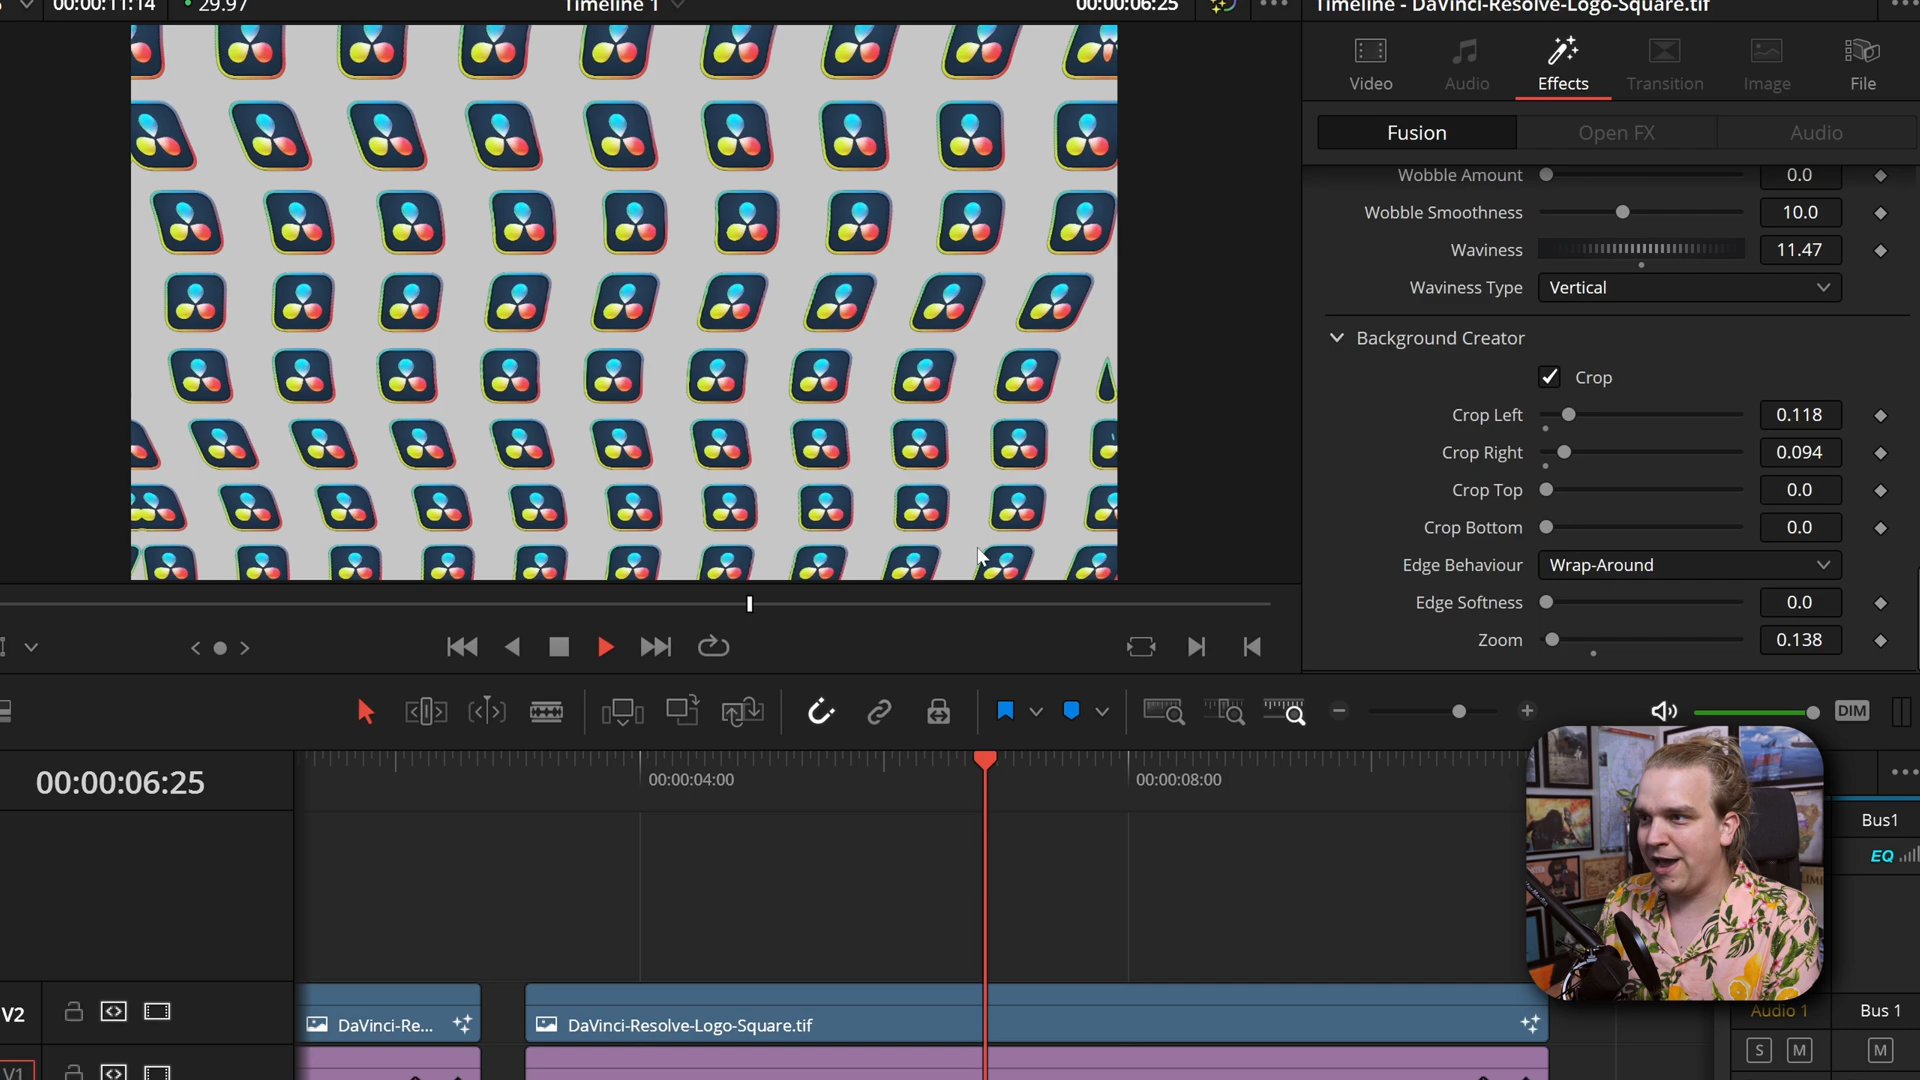 00:00:11:14
29.97
Timeline 1
00:00:06:25
Timeline - DaVinci-Resolve-Logo-Square.tif
Video
Audio
Effects
Transition
Image
File
Fusion
Open FX
Audio
Wobble Amount 0.0
Wobble Smoothness 10.0
Waviness 11.47
Waviness Type Vertical
Background Creator
Crop
Crop Left 0.118
Crop Right 0.094
Crop Top 0.0
Crop Bottom 0.0
Edge Behaviour Wrap-Around
Edge Softness 0.0
Zoom 0.138
DIM
00:00:06:25
00:00:04:00
00:00:08:00
Bus1
EQ
V2
DaVinci-Re...
DaVinci-Resolve-Logo-Square.tif
Audio 1
Bus 1
V1
S
M
M